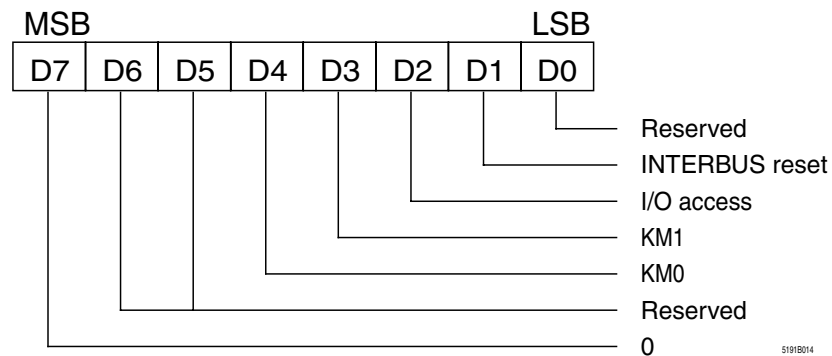 MSB LSB
D7 D6 D5 D4 D3 D2 D1 D0
Reserved
INTERBUS reset
I/O access
KM1
KM0
Reserved
0
5191B014